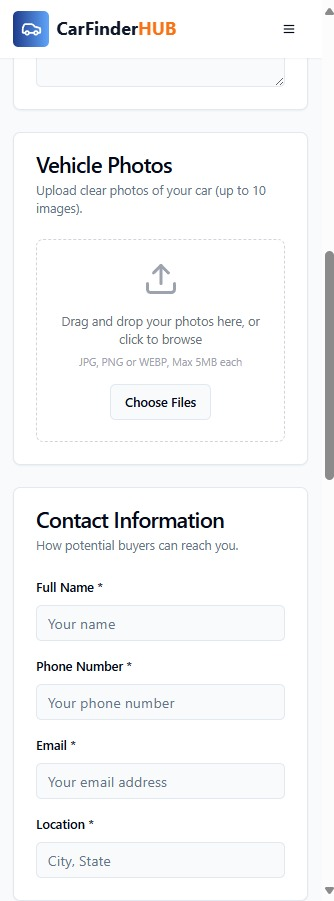 CarFinderHUB
Vehicle Photos
Upload clear photos of your car (up to 10
images).
Drag and drop your photos here, or
click to browse
JPG, PNG or WEBP, Max 5MB each
Choose Files
Contact Information
How potential buyers can reach you.
Full Name *
Your name
Phone Number *
Your phone number
Email *
Your email address
Location *
City, State